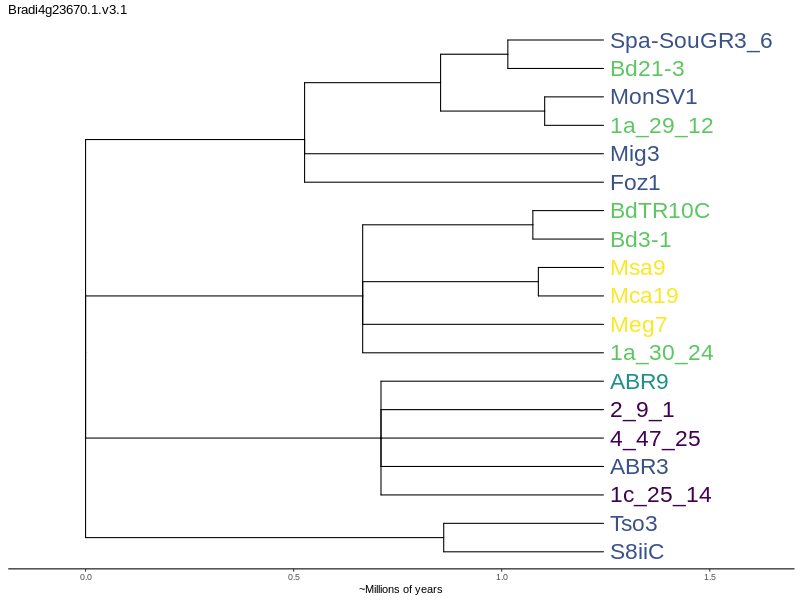 Bradi4g23670.1.v3.1
Spa-SouGR3_6
Bd21-3
MonSV1
1a_29_12
Mig3
Foz1
BdTR10C
Bd3-1
Msa9
Mca19
Meg7
1a_30_24
ABR9
2_9_1
4_47_25
ABR3
1c_25_14
Tso3
S8iiC
0.0 0.5 1.0 1.5
~Millions of years